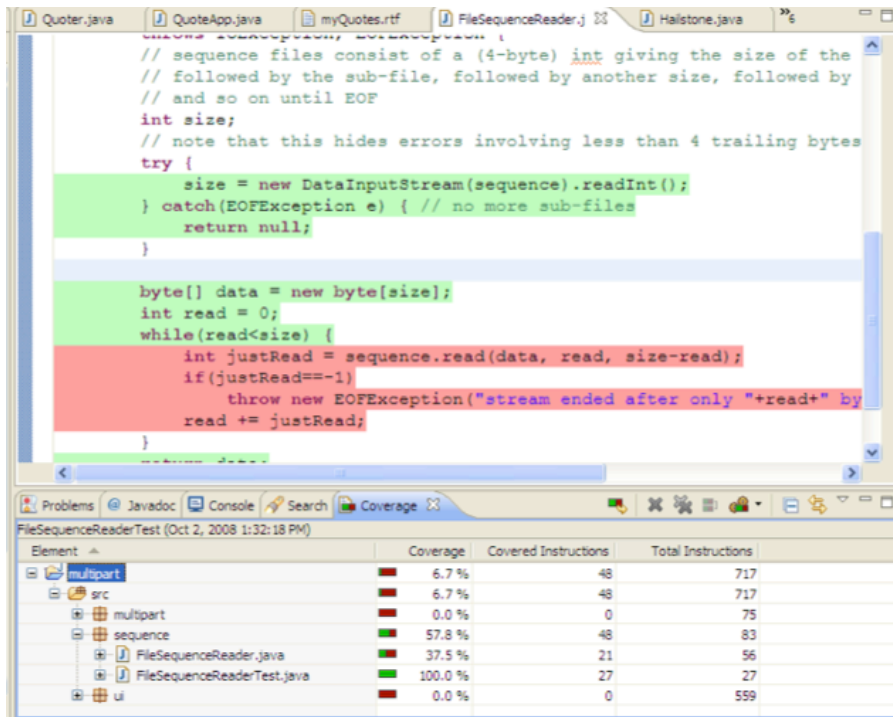 Quoter.java QuoteApp.java myQuotes.rtf FileSequenceReader.j Hailstone.java »6
throws IOException, EOFException {
// sequence files consist of a (4-byte) int giving the size of the
// followed by the sub-file, followed by another size, followed by
// and so on until EOF
int size;
// note that this hides errors involving less than 4 trailing bytes
try {
size = new DataInputStream(sequence).readInt();
} catch(EOFException e) { // no more sub-files
return null;
}
byte[] data = new byte[size];
int read = 0;
while(read<size) {
int justRead = sequence.read(data, read, size-read);
if(justRead==-1)
throw new EOFException("stream ended after only "+read+" by
read += justRead;
}
return data;
Problems @ Javadoc Console Search Coverage
FileSequenceReaderTest (Oct 2, 2008 1:32:18 PM)
Element Coverage Covered Instructions Total Instructions
multipart 6.7 % 48 717
src 6.7 % 48 717
multipart 0.0 % 0 75
sequence 57.8 % 48 83
FileSequenceReader.java 37.5 % 21 56
FileSequenceReaderTest.java 100.0 % 27 27
ui 0.0 % 0 559